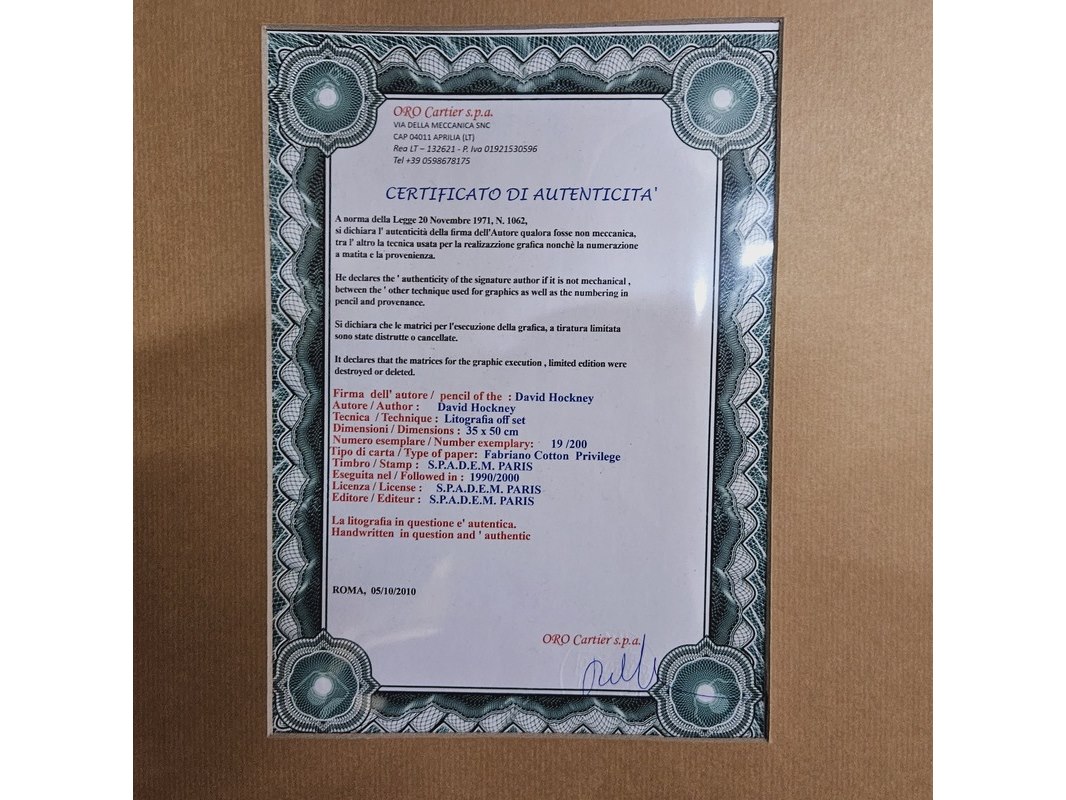 ORO Cartier s.p.a.
VIA DELLA MECCANICA SNC
CAP 04011 APRILIA (LT)
Rea LT – 132621 - P. Iva 01921530596
Tel +39 0598678175
CERTIFICATO DI AUTENTICITA'
A norma della Legge 20 Novembre 1971, N. 1062,
si dichiara l' autenticità della firma dell'Autore qualora fosse non meccanica,
tra l' altro la tecnica usata per la realizazzione grafica nonchè la numerazione
a matita e la provenienza.
He declares the ' authenticity of the signature author if it is not mechanical ,
between the ' other technique used for graphics as well as the numbering in
pencil and provenance.
Si dichiara che le matrici per l'esecuzione della grafica, a tiratura limitata
sono state distrutte o cancellate.
It declares that the matrices for the graphic execution , limited edition were
destroyed or deleted.
Firma dell' autore / pencil of the : David Hockney
Autore / Author : David Hockney
Tecnica / Technique : Litografia off set
Dimensioni / Dimensions : 35 x 50 cm
Numero esemplare / Number exemplary: 19 /200
Tipo di carta / Type of paper: Fabriano Cotton Privilege
Timbro / Stamp : S.P.A.D.E.M. PARIS
Eseguita nel / Followed in : 1990/2000
Licenza / License : S.P.A.D.E.M. PARIS
Editore / Editeur : S.P.A.D.E.M. PARIS
La litografia in questione e' autentica.
Handwritten in question and ' authentic
ROMA, 05/10/2010
ORO Cartier s.p.a.